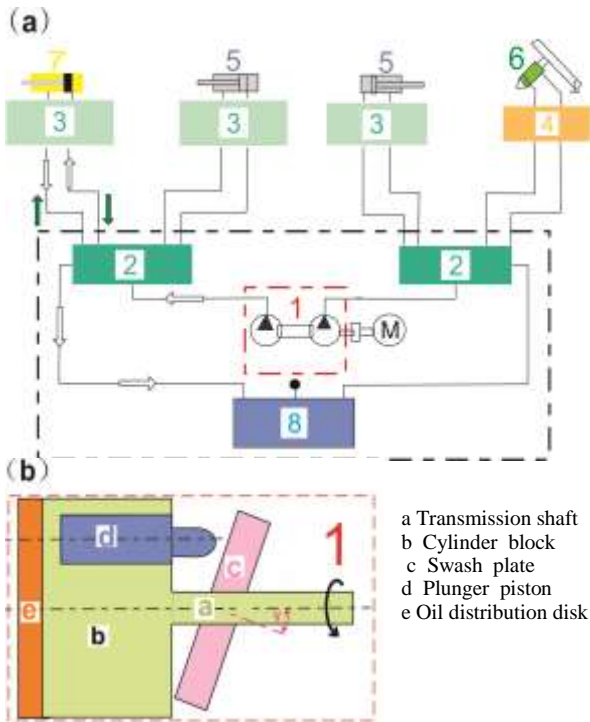 (a)
7
5
5
6
3
3
3
4
2
2
1
M
8
(b)
d
c
1
a
e
b
a Transmission shaft
b Cylinder block
c Swash plate
d Plunger piston
e Oil distribution disk